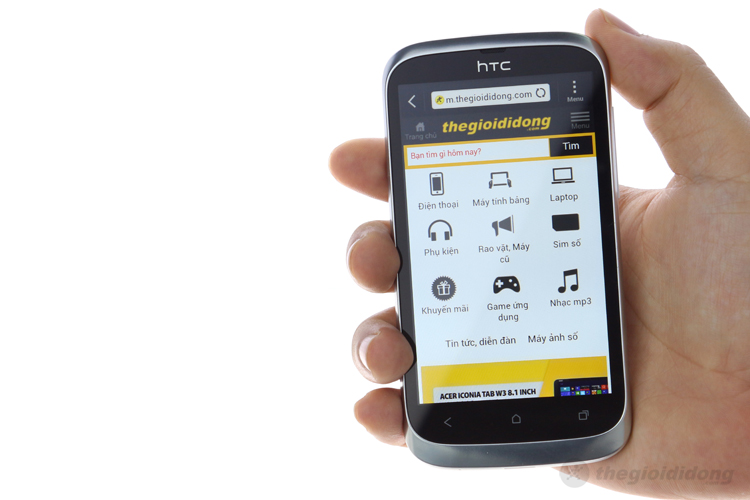 hTC
m.thegioididong.com
Menu
Trang chủ
thegioididong
.com
Menu
Bạn tìm gì hôm nay?
Tìm
Điện thoại
Máy tính bảng
Laptop
Phụ kiện
Rao vặt, Máy
cũ
Sim số
Khuyến mãi
Game ứng
dụng
Nhạc mp3
Tin tức, diễn đàn
Máy ảnh số
ACER ICONIA TAB W3 8.1 INCH
thegioididong
.com